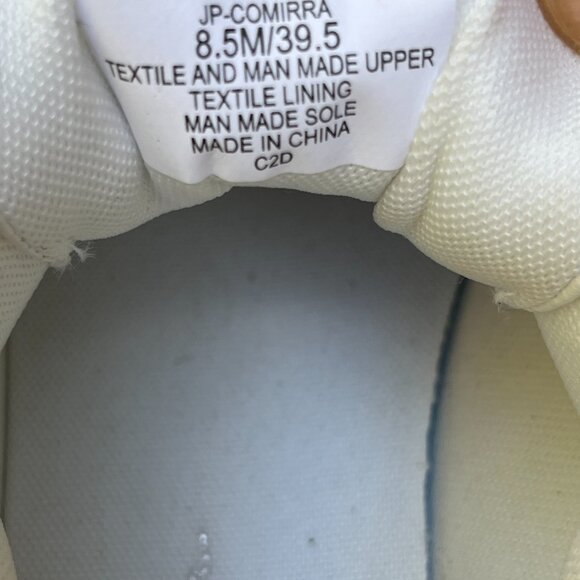 JP-COMIRRA
8.5M/39.5
TEXTILE AND MAN MADE UPPER
TEXTILE LINING
MAN MADE SOLE
MADE IN CHINA
C2D